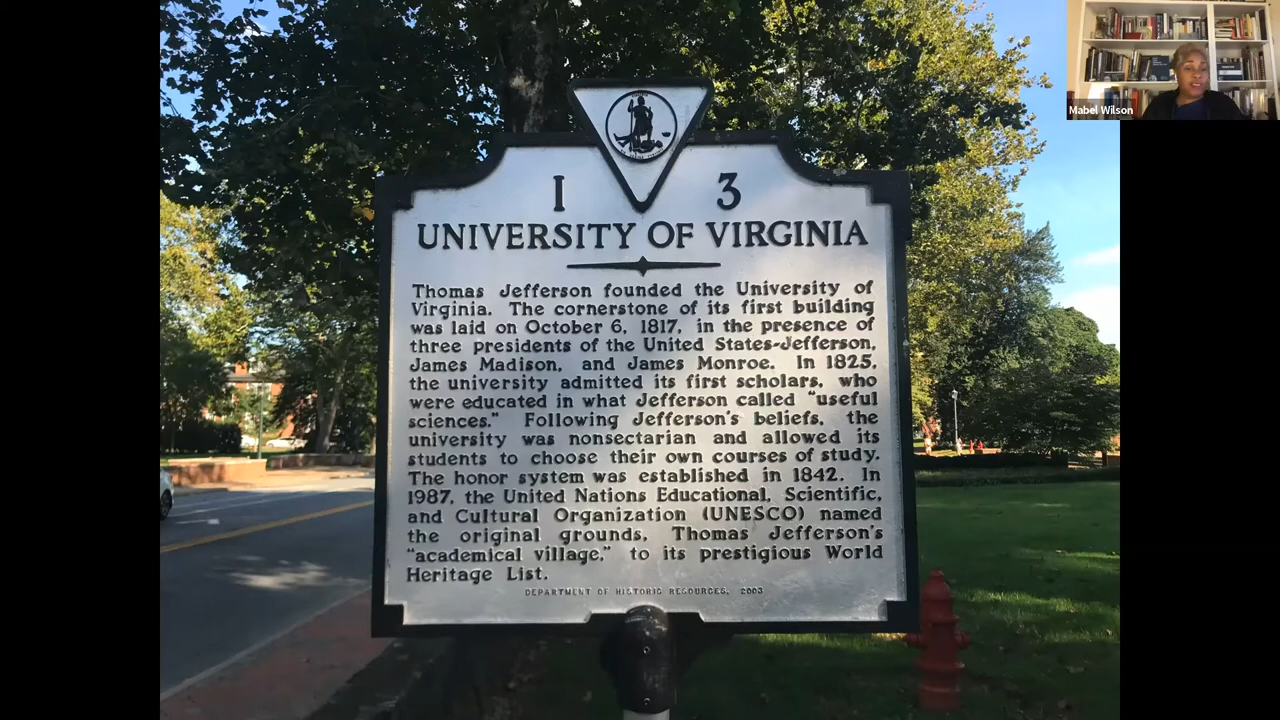 Mabel Wilson
I 3
UNIVERSITY OF VIRGINIA
Thomas Jefferson founded the University of
Virginia. The cornerstone of its first building
was laid on October 6, 1817, in the presence of
three presidents of the United States-Jefferson,
James Madison, and James Monroe. In 1825,
the university admitted its first scholars, who
were educated in what Jefferson called "useful
sciences." Following Jefferson's beliefs, the
university was nonsectarian and allowed its
students to choose their own courses of study.
The honor system was established in 1842. In
1987, the United Nations Educational, Scientific,
and Cultural Organization (UNESCO) named
the original grounds, Thomas Jefferson's
"academical village," to its prestigious World
Heritage List.
DEPARTMENT OF HISTORIC RESOURCES, 2003